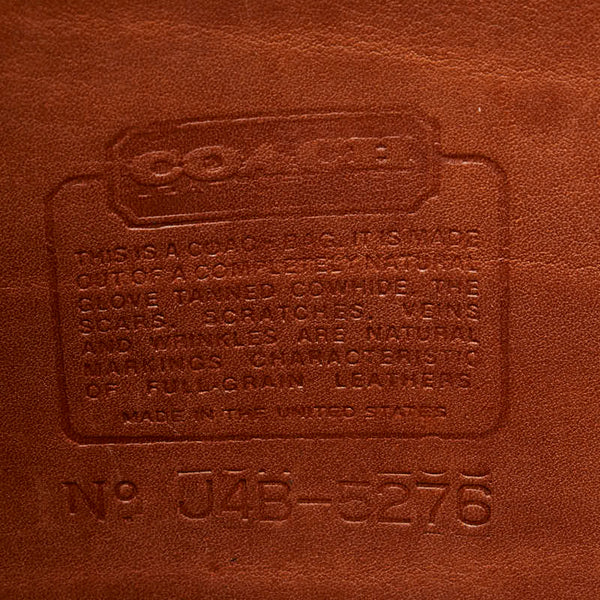 COACH
THIS IS A COACH BAG. IT IS MADE
OUT OF A COMPLETELY NATURAL
GLOVE TANNED COWHIDE. THE
SCARS, SCRATCHES, VEINS
AND WRINKLES ARE NATURAL
MARKINGS CHARACTERISTIC
OF FULL-GRAIN LEATHERS.
MADE IN THE UNITED STATES
No J4B-5276